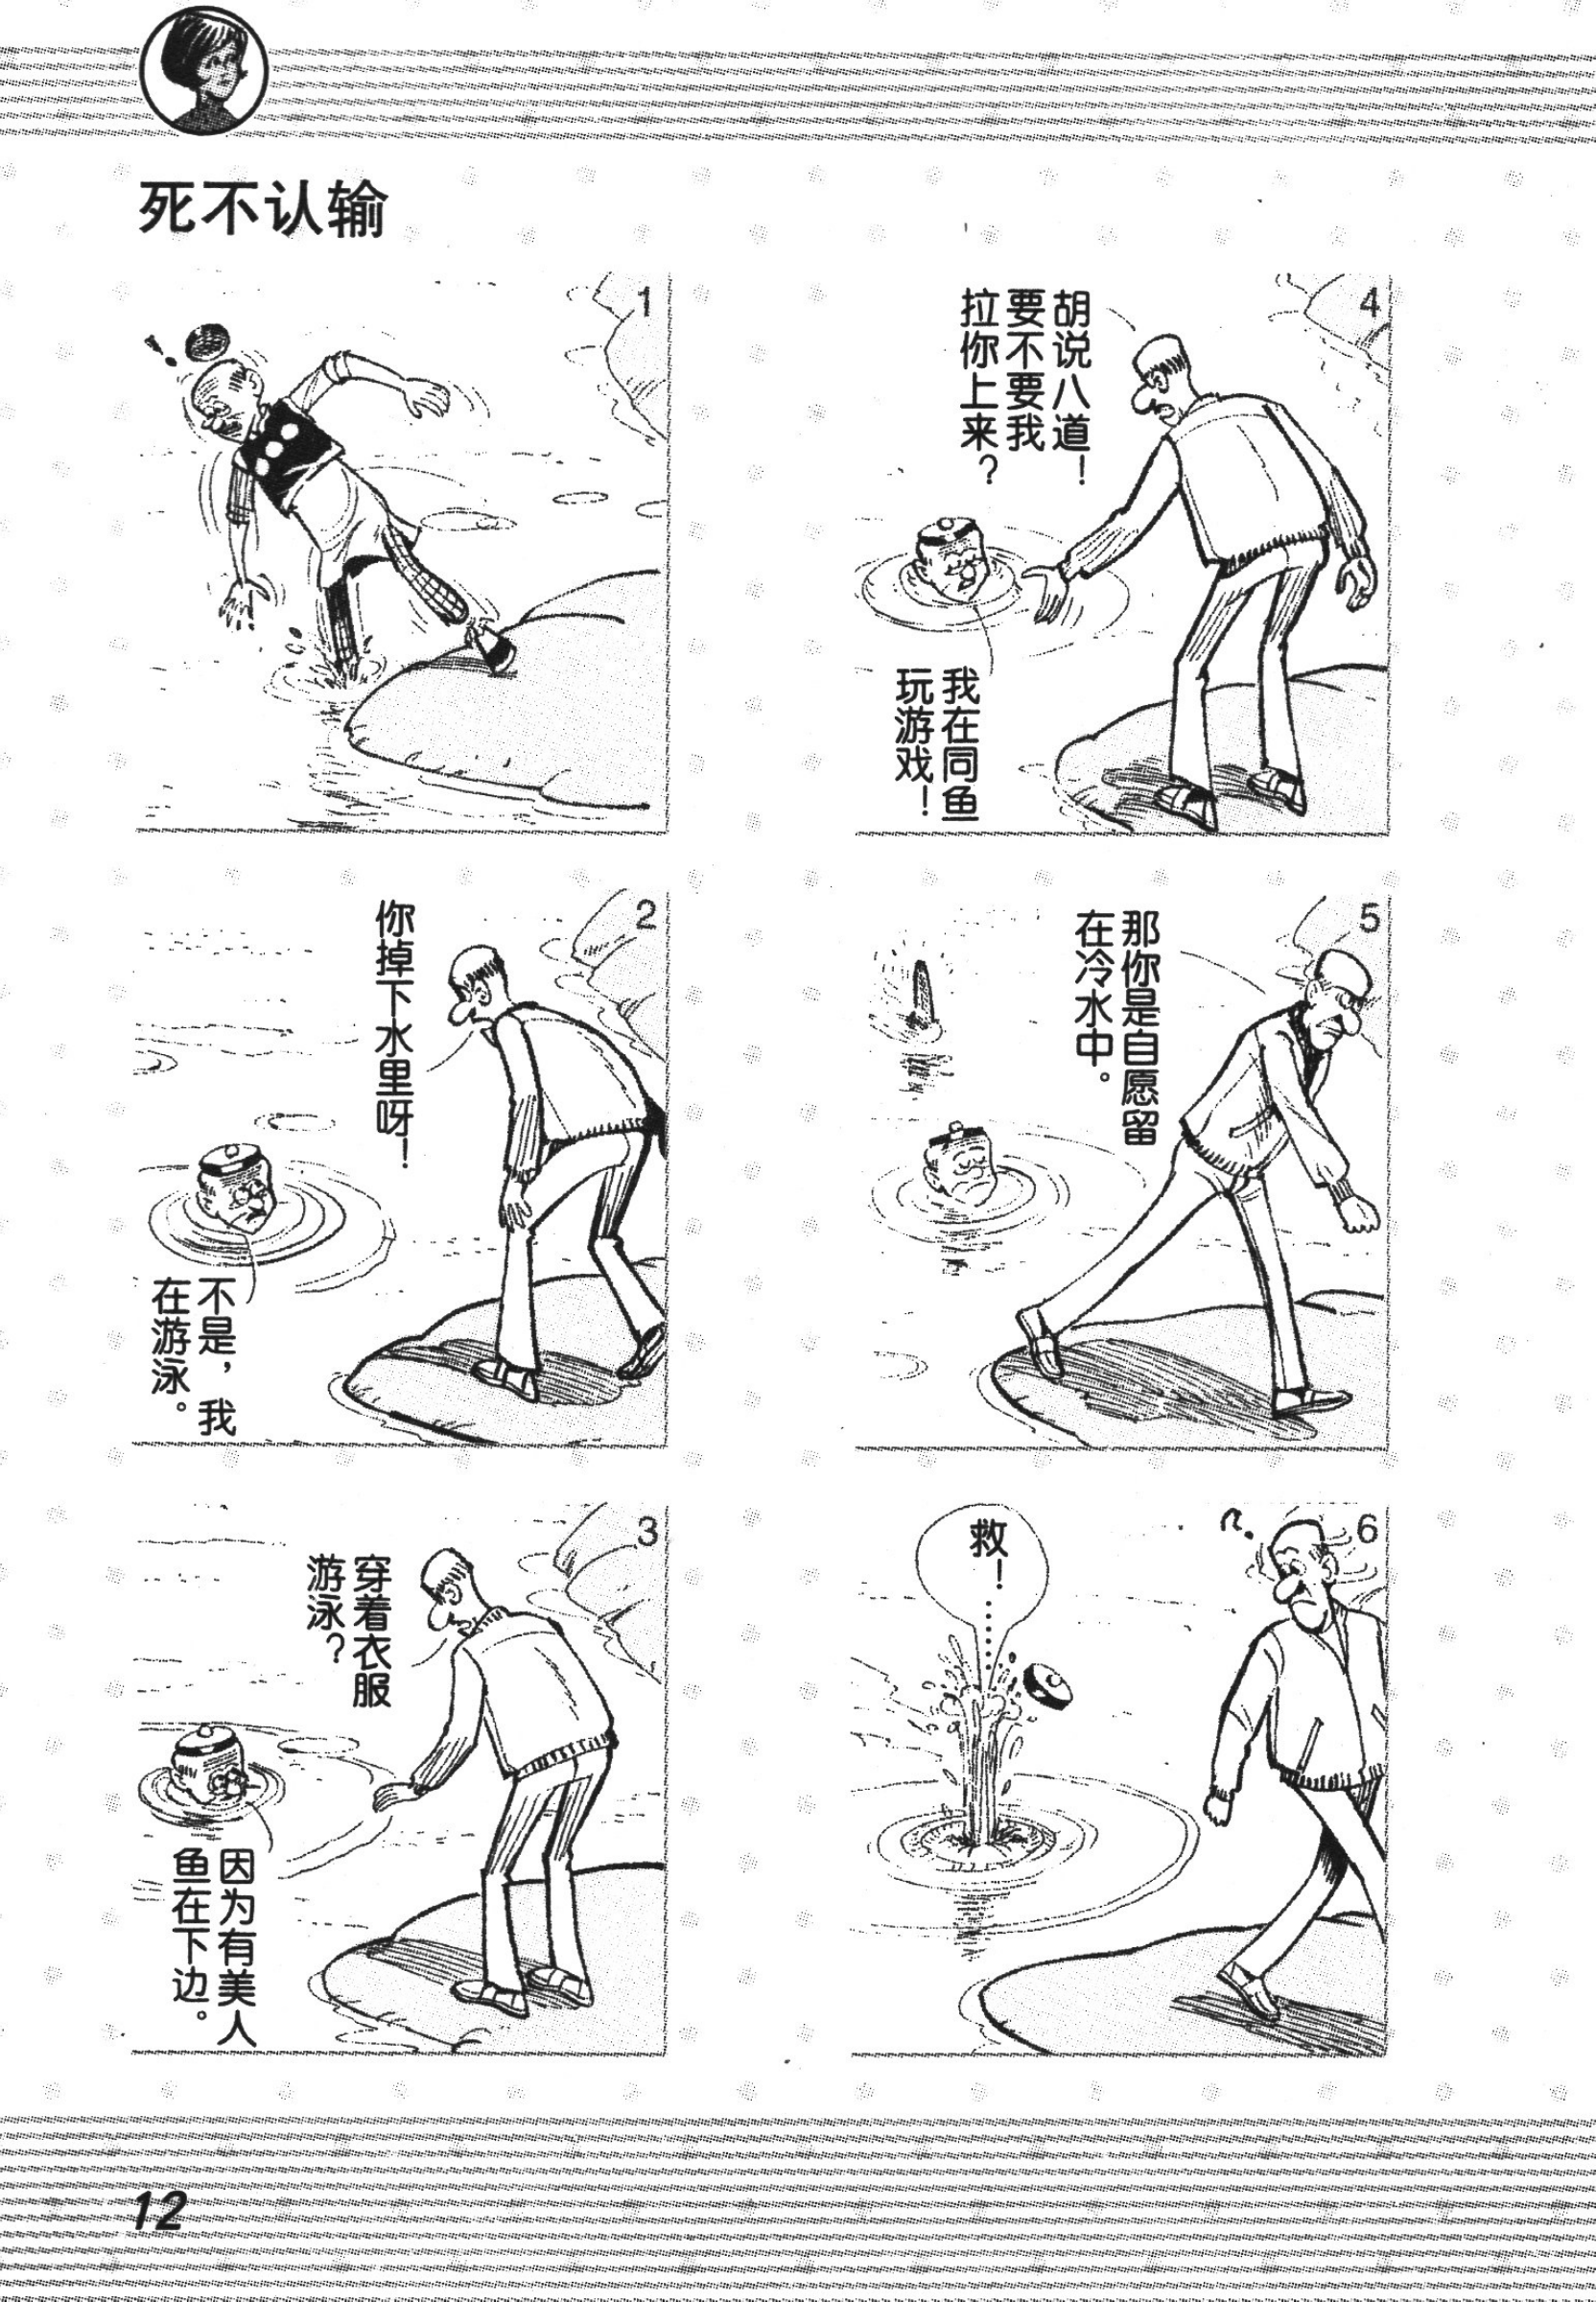 死不认输
1
2
你掉下水里呀！
不是，我
在游泳。
3
穿着衣服
游泳？
因为有美人
鱼在下边。
4
胡说八道！
要不要我
拉你上来？
我在同鱼
玩游戏！
5
那你是自愿留
在冷水中。
6
救！……
12